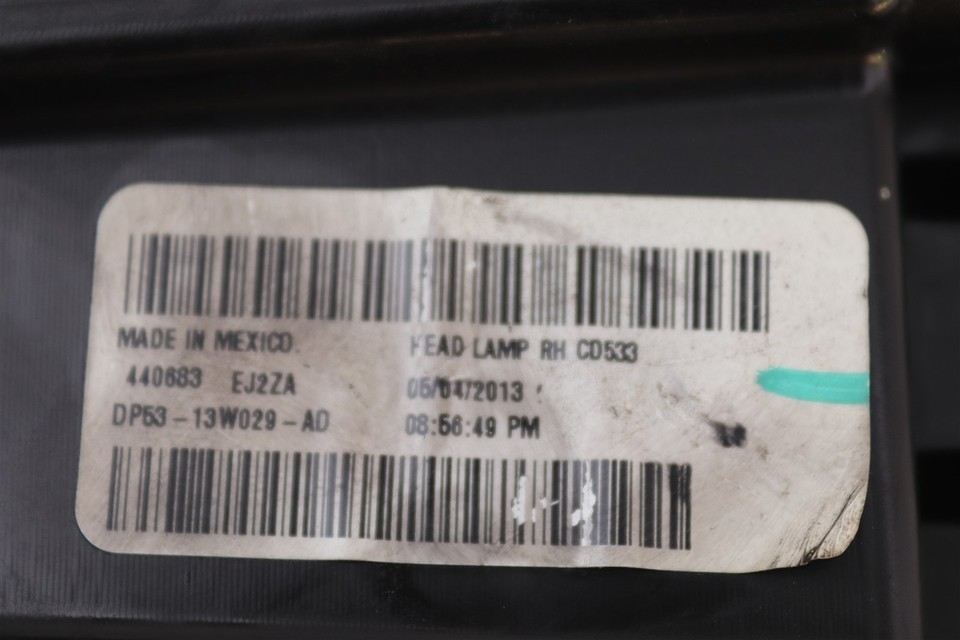 MADE IN MEXICO. HEAD LAMP RH CD533
440683 EJ2ZA 05/04/2013
DP53-13W029-AD 08:56:49 PM